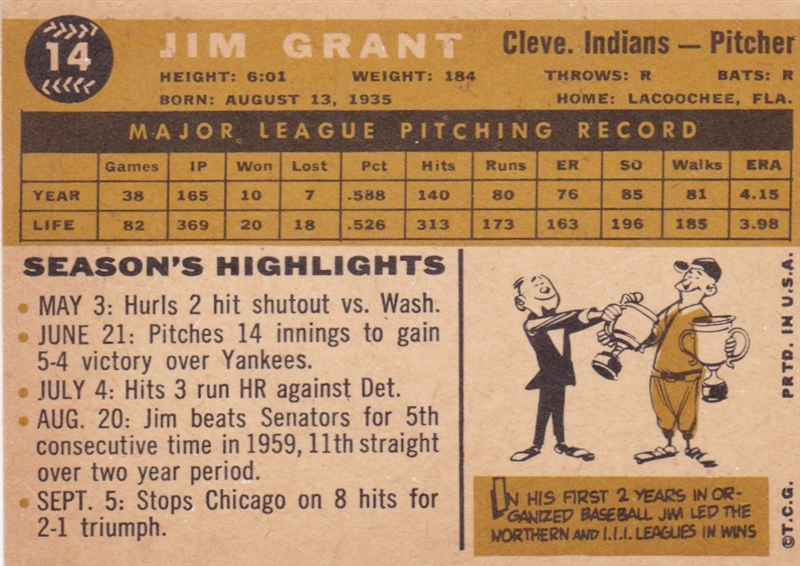 14
JIM GRANT
Cleve. Indians — Pitcher
HEIGHT: 6:01 WEIGHT: 184 THROWS: R BATS: R
BORN: AUGUST 13, 1935 HOME: LACOOCHEE, FLA.
MAJOR LEAGUE PITCHING RECORD
Games IP Won Lost Pct Hits Runs ER SO Walks ERA
YEAR 38 165 10 7 .588 140 80 76 85 81 4.15
LIFE 82 369 20 18 .526 313 173 163 196 185 3.98
SEASON'S HIGHLIGHTS
• MAY 3: Hurls 2 hit shutout vs. Wash.
• JUNE 21: Pitches 14 innings to gain
5-4 victory over Yankees.
• JULY 4: Hits 3 run HR against Det.
• AUG. 20: Jim beats Senators for 5th
consecutive time in 1959, 11th straight
over two year period.
• SEPT. 5: Stops Chicago on 8 hits for
2-1 triumph.
IN HIS FIRST 2 YEARS IN OR-
GANIZED BASEBALL JIM LED THE
NORTHERN AND I.I.I. LEAGUES IN WINS
PRTD. IN U.S.A.
©T.C.G.